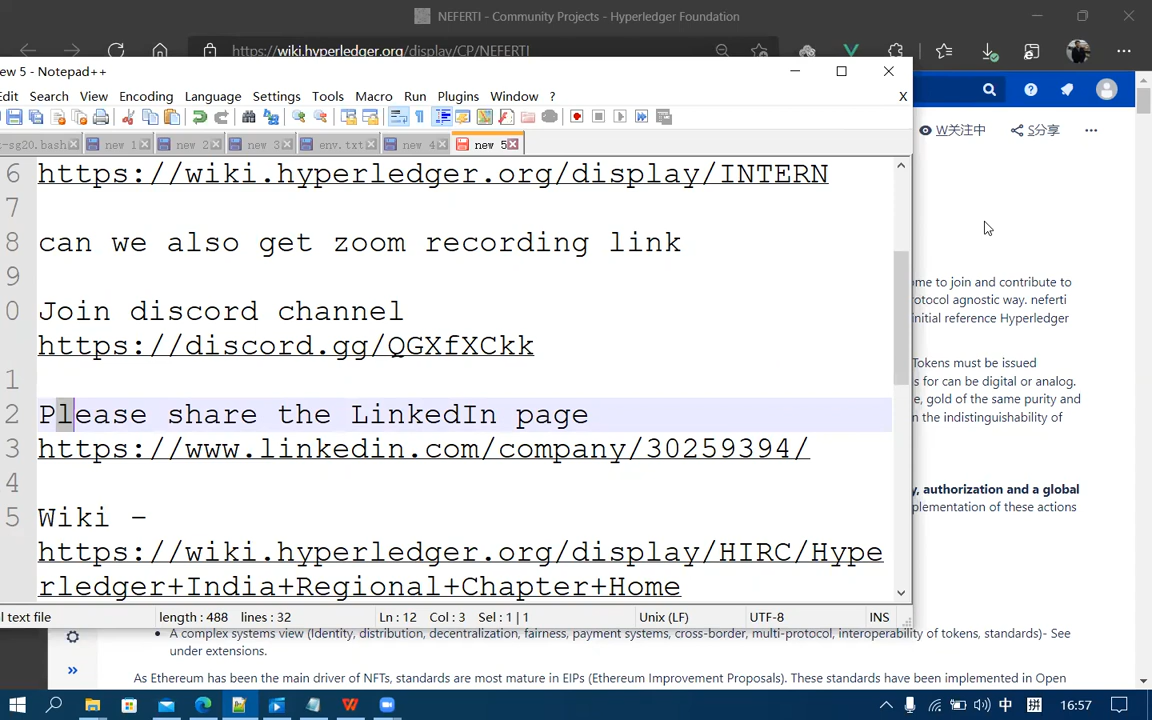 NEFERTI - Community Projects - Hyperledger Foundation
https://wiki.hyperledger.org/display/CP/NEFERTI
ew 5 - Notepad++
Edit Search View Encoding Language Settings Tools Macro Run Plugins Window ? X
t-sg20.bash new 1 new 2 new 3 env.txt new 4 new 5
W关注中 S分享
6 https://wiki.hyperledger.org/display/INTERN
7
8 can we also get zoom recording link
9
0 Join discord channel
https://discord.gg/QGXfXCkk
1
2 Please share the LinkedIn page
3 https://www.linkedin.com/company/30259394/
4
5 Wiki -
https://wiki.hyperledger.org/display/HIRC/Hype
rledger+India+Regional+Chapter+Home
ome to join and contribute to
otocol agnostic way. neferti
initial reference Hyperledger
Tokens must be issued
s for can be digital or analog.
e, gold of the same purity and
n the indistinguishability of
y, authorization and a global
plementation of these actions
l text file length: 488 lines: 32 Ln: 12 Col: 3 Sel: 1 | 1 Unix (LF) UTF-8 INS
A complex systems view (Identity, distribution, decentralization, fairness, payment systems, cross-border, multi-protocol, interoperability of tokens, standards)- See
under extensions.
As Ethereum has been the main driver of NFTs, standards are most mature in EIPs (Ethereum Improvement Proposals). These standards have been implemented in Open
中 拼 16:57